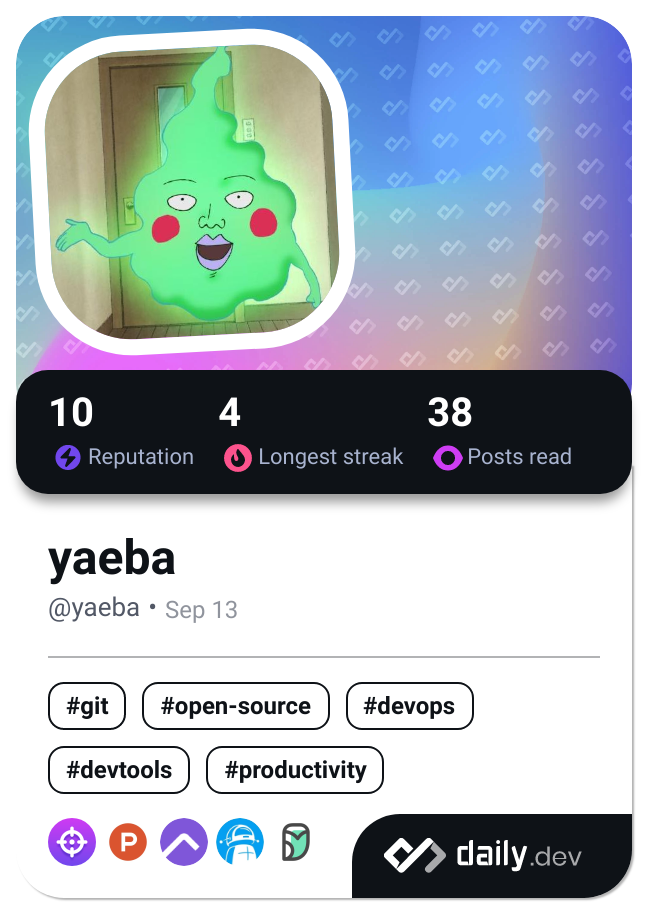 10 4 38
Reputation Longest streak Posts read
yaeba
@yaeba • Sep 13
#git #open-source #devops
#devtools #productivity
P
daily.dev